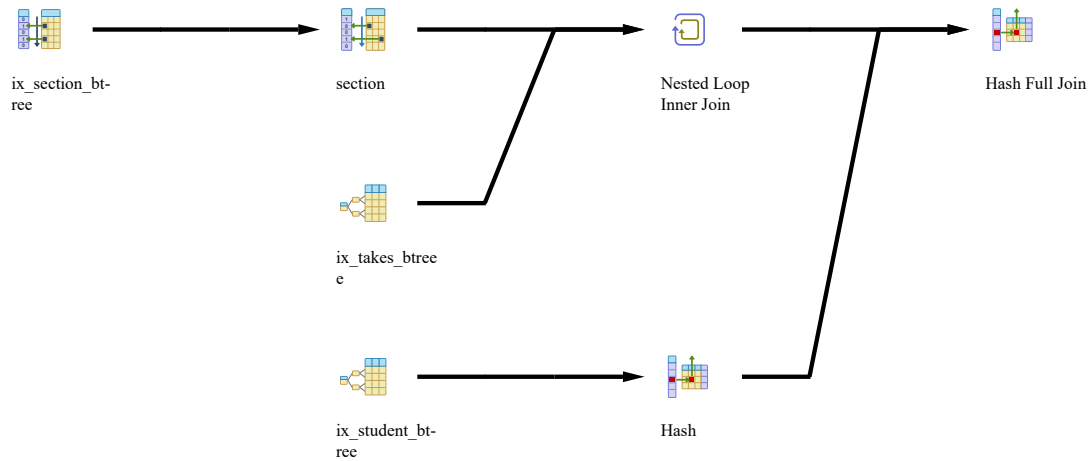 ix_section_bt-
ree
section
Nested Loop
Inner Join
Hash Full Join
ix_takes_btree
e
ix_student_bt-
ree
Hash